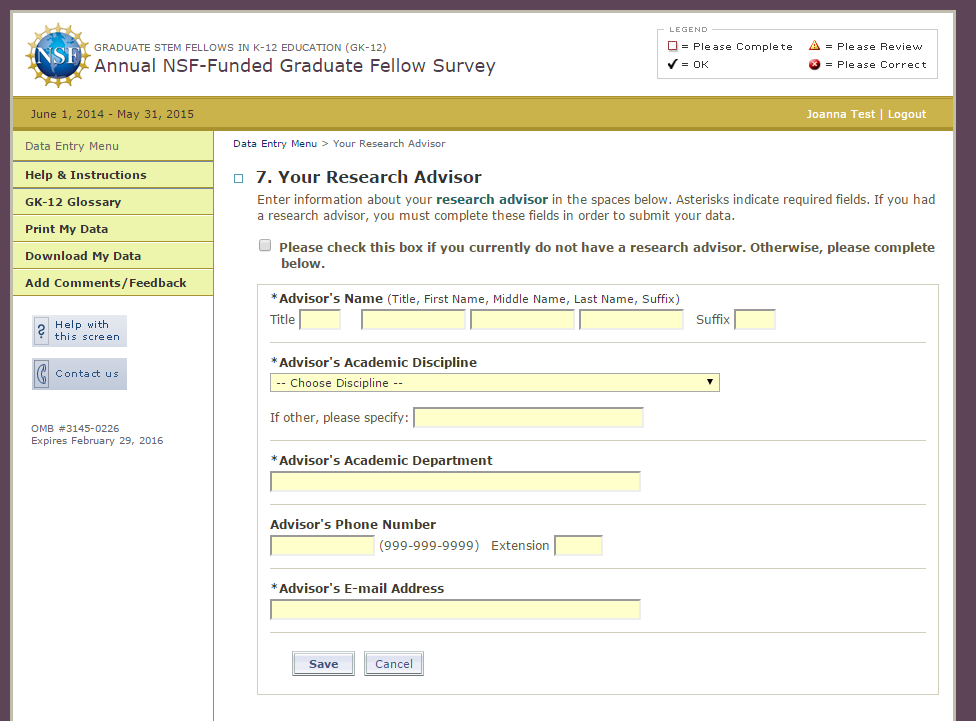 NSF
GRADUATE STEM FELLOWS IN K-12 EDUCATION (GK-12)
Annual NSF-Funded Graduate Fellow Survey
LEGEND
= Please Complete
= Please Review
= OK
= Please Correct
June 1, 2014 - May 31, 2015
Joanna Test | Logout
Data Entry Menu
Help & Instructions
GK-12 Glossary
Print My Data
Download My Data
Add Comments/Feedback
? Help with
this screen
Contact us
OMB #3145-0226
Expires February 29, 2016
Data Entry Menu > Your Research Advisor
7. Your Research Advisor
Enter information about your research advisor in the spaces below. Asterisks indicate required fields. If you had
a research advisor, you must complete these fields in order to submit your data.
Please check this box if you currently do not have a research advisor. Otherwise, please complete
below.
*Advisor's Name (Title, First Name, Middle Name, Last Name, Suffix)
Title
Suffix
*Advisor's Academic Discipline
-- Choose Discipline --
If other, please specify:
*Advisor's Academic Department
Advisor's Phone Number
(999-999-9999) Extension
*Advisor's E-mail Address
Save
Cancel